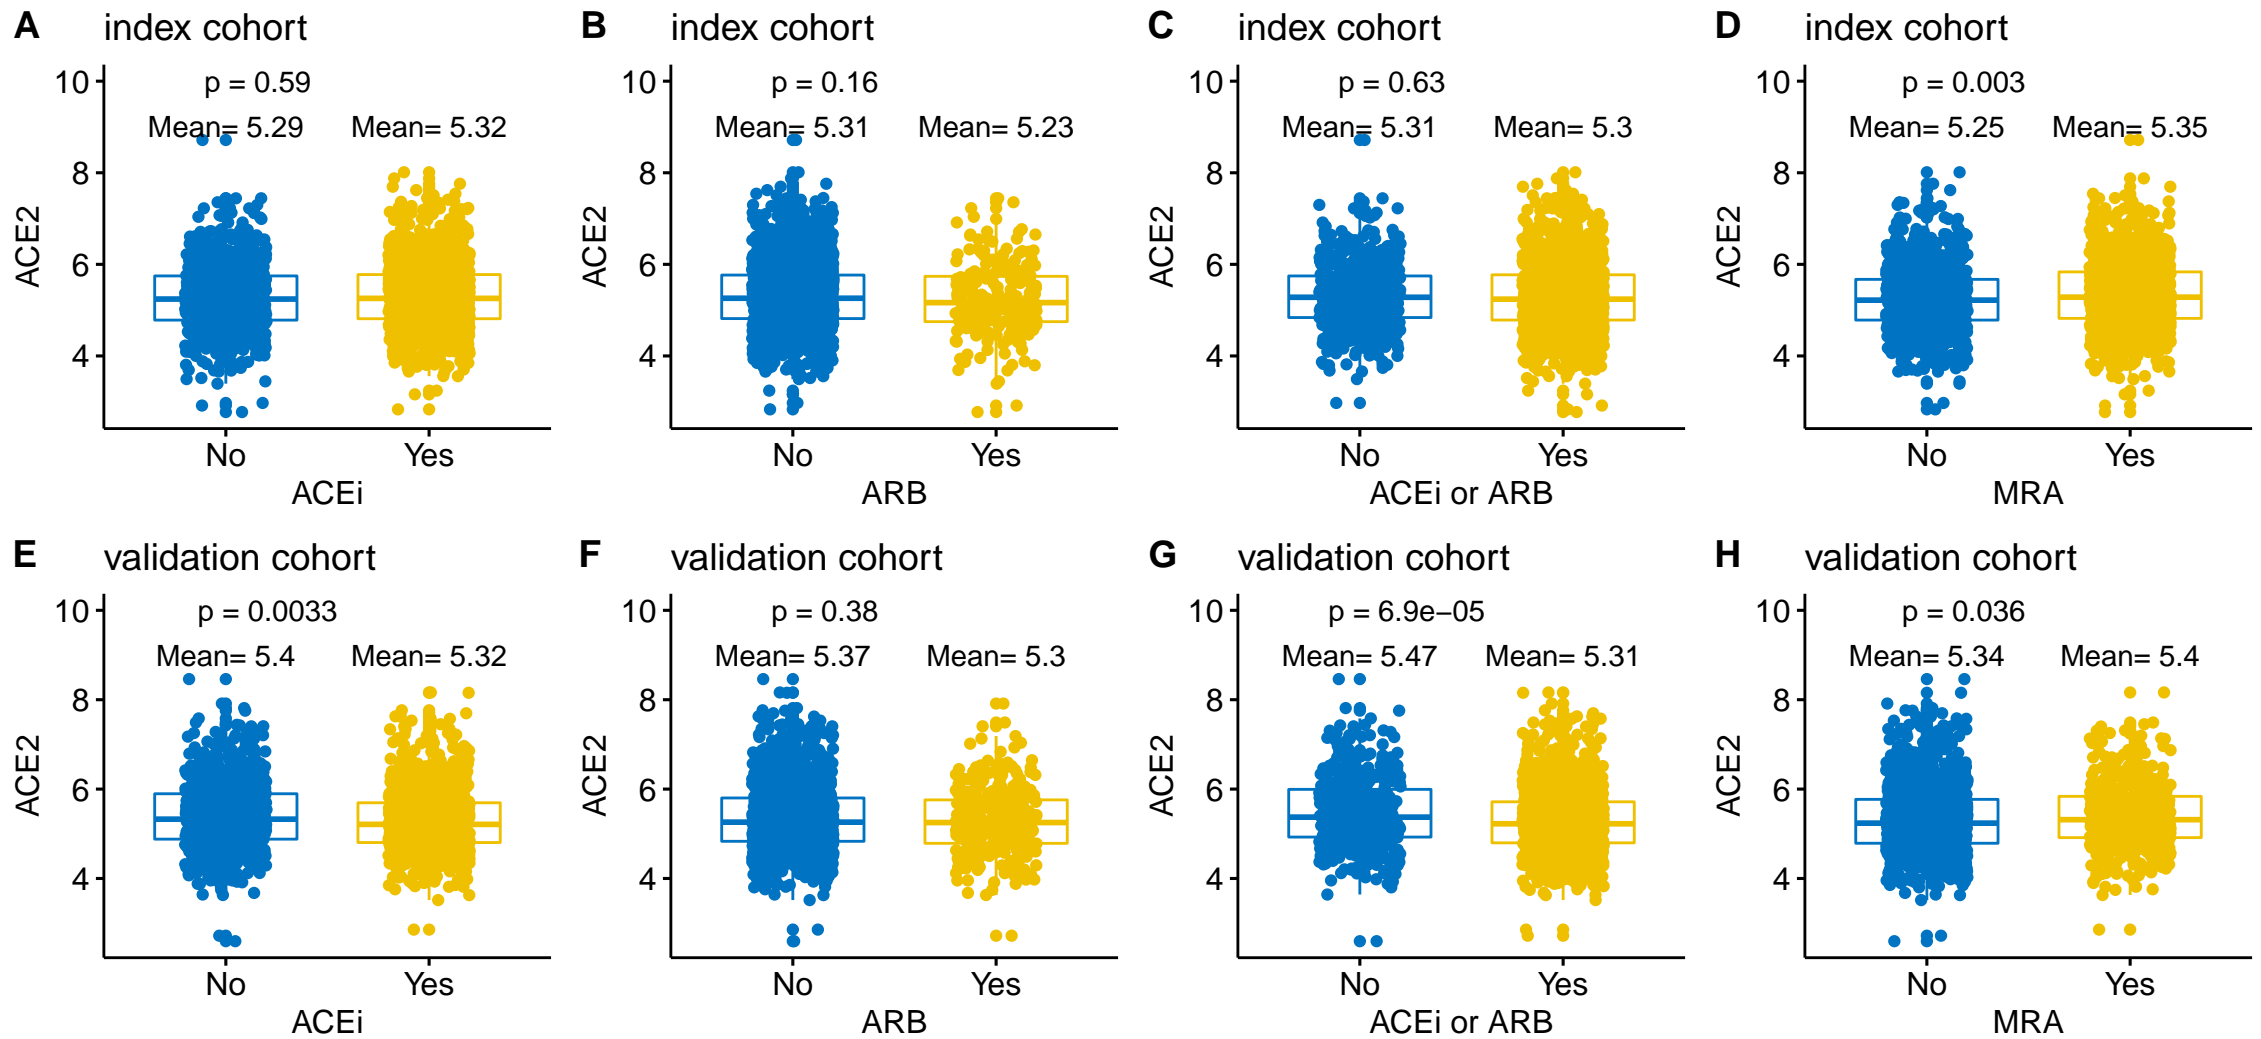 A index cohort
p = 0.59
Mean= 5.29 Mean= 5.32
10
8
6
4
ACE2
No Yes
ACEi
B index cohort
p = 0.16
Mean= 5.31 Mean= 5.23
10
8
6
4
ACE2
No Yes
ARB
C index cohort
p = 0.63
Mean= 5.31 Mean= 5.3
10
8
6
4
ACE2
No Yes
ACEi or ARB
D index cohort
p = 0.003
Mean= 5.25 Mean= 5.35
10
8
6
4
ACE2
No Yes
MRA
E validation cohort
p = 0.0033
Mean= 5.4 Mean= 5.32
10
8
6
4
ACE2
No Yes
ACEi
F validation cohort
p = 0.38
Mean= 5.37 Mean= 5.3
10
8
6
4
ACE2
No Yes
ARB
G validation cohort
p = 6.9e−05
Mean= 5.47 Mean= 5.31
10
8
6
4
ACE2
No Yes
ACEi or ARB
H validation cohort
p = 0.036
Mean= 5.34 Mean= 5.4
10
8
6
4
ACE2
No Yes
MRA